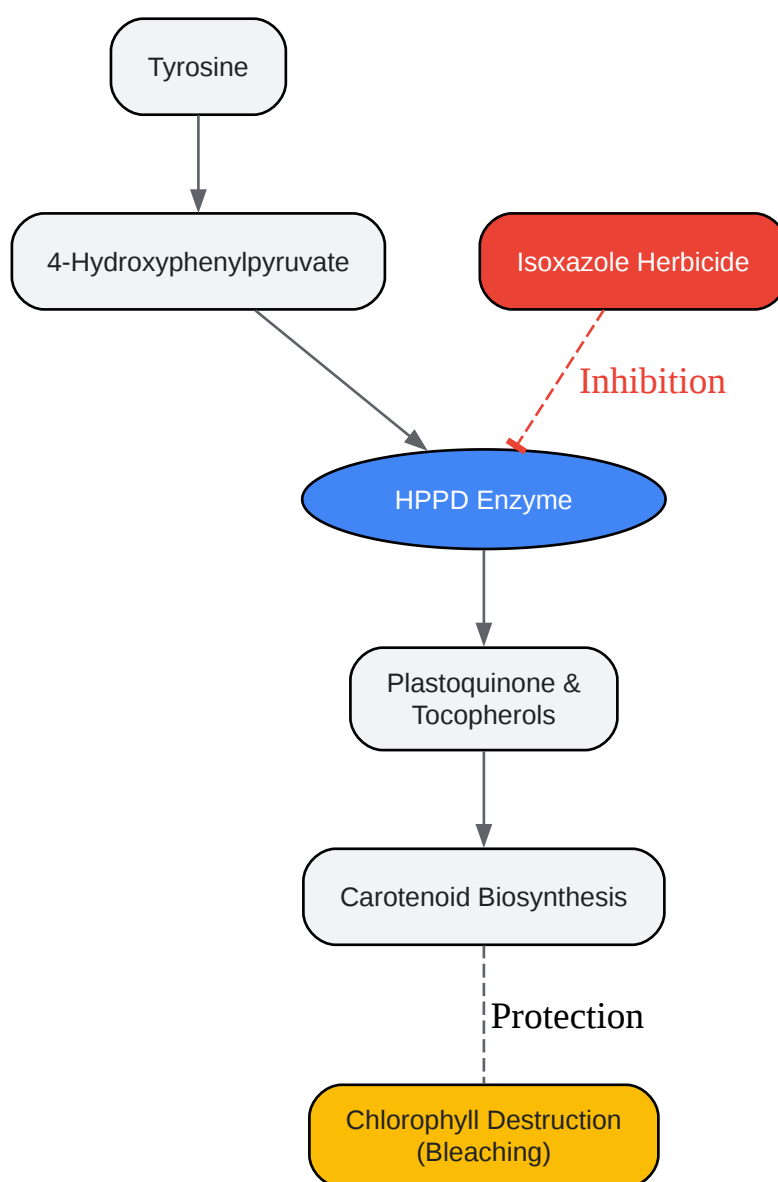 Tyrosine
4-Hydroxyphenylpyruvate
Isoxazole Herbicide
Inhibition
HPPD Enzyme
Plastoquinone &
Tocopherols
Carotenoid Biosynthesis
Protection
Chlorophyll Destruction
(Bleaching)